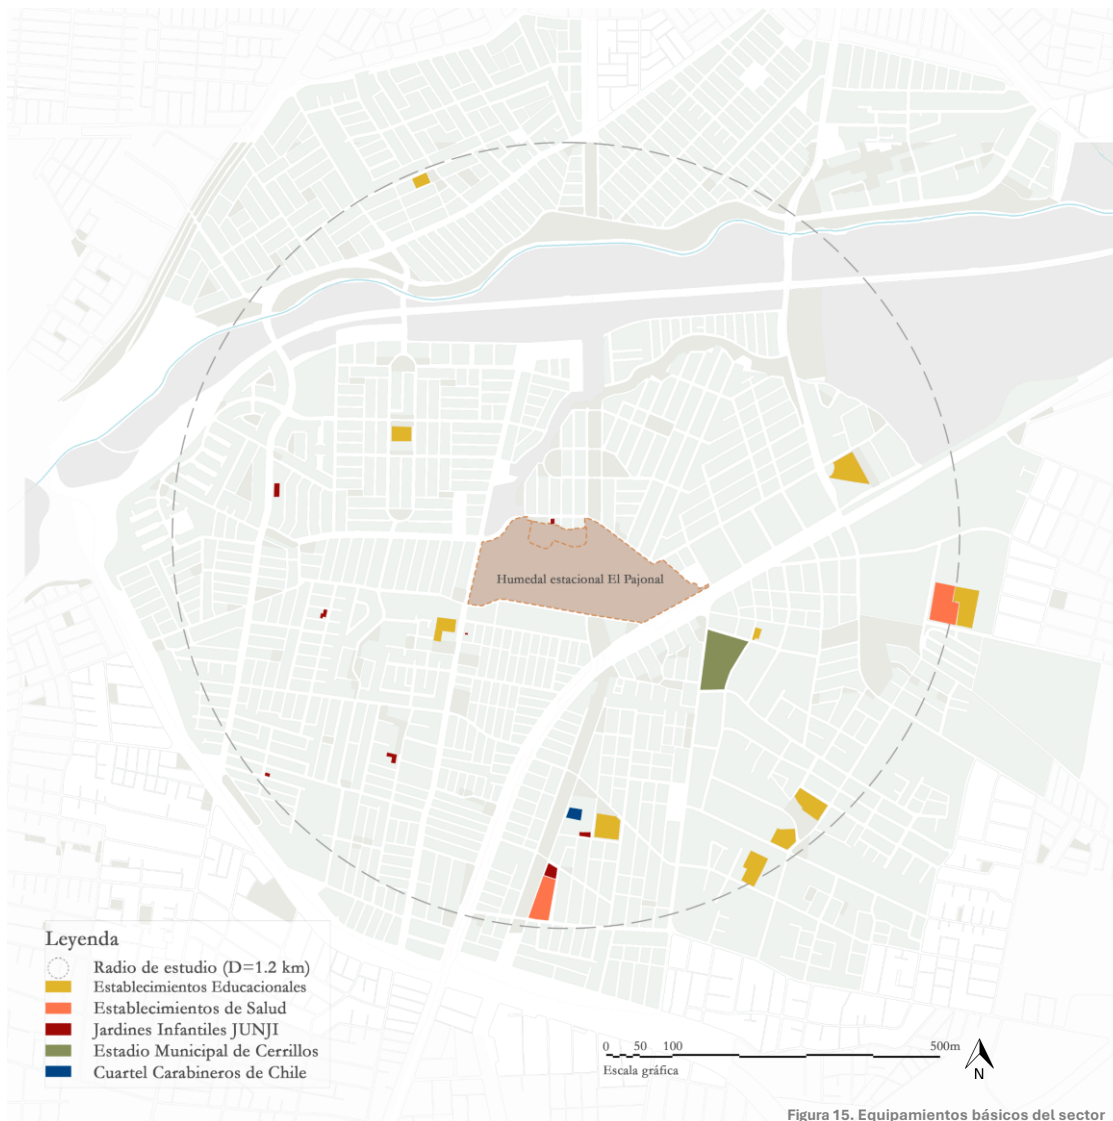 Humedal estacional El Pajonal
Leyenda
Radio de estudio (D=1.2 km)
Establecimientos Educacionales
Establecimientos de Salud
Jardines Infantiles JUNJI
Estadio Municipal de Cerrillos
Cuartel Carabineros de Chile
0 50 100 500m
Escala gráfica
N
Figura 15. Equipamientos básicos del sector